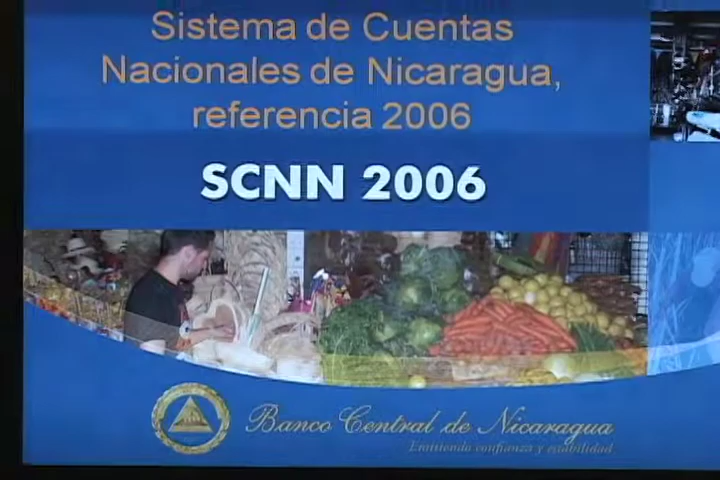 Sistema de Cuentas
Nacionales de Nicaragua,
referencia 2006
SCNN 2006
Banco Central de Nicaragua
Emitiendo confianza y estabilidad